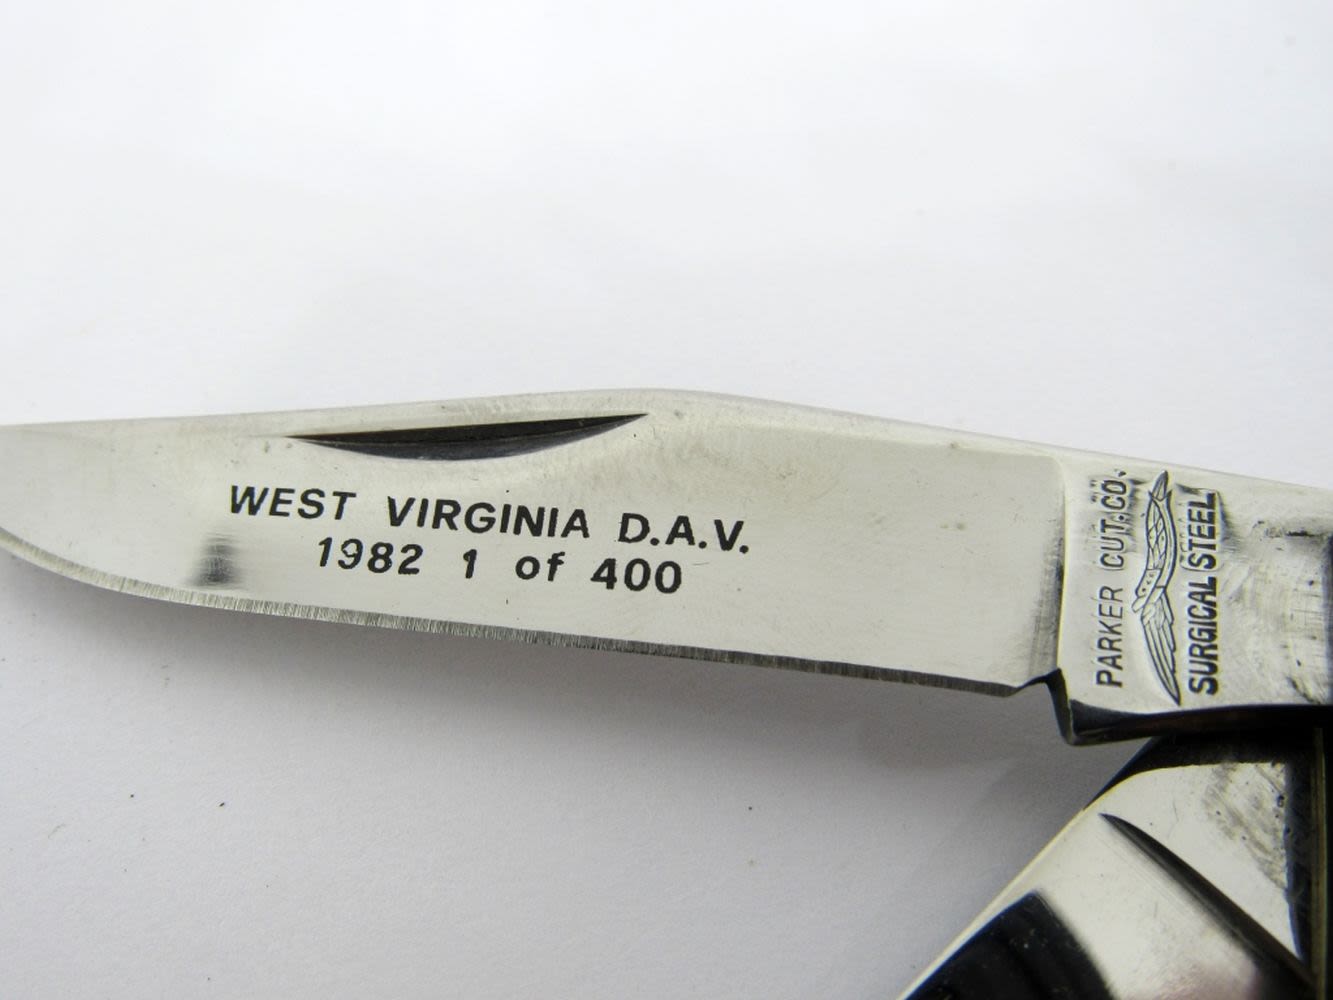 WEST VIRGINIA D.A.V.
1982 1 of 400
PARKER CUT.CO.
SURGICAL STEEL